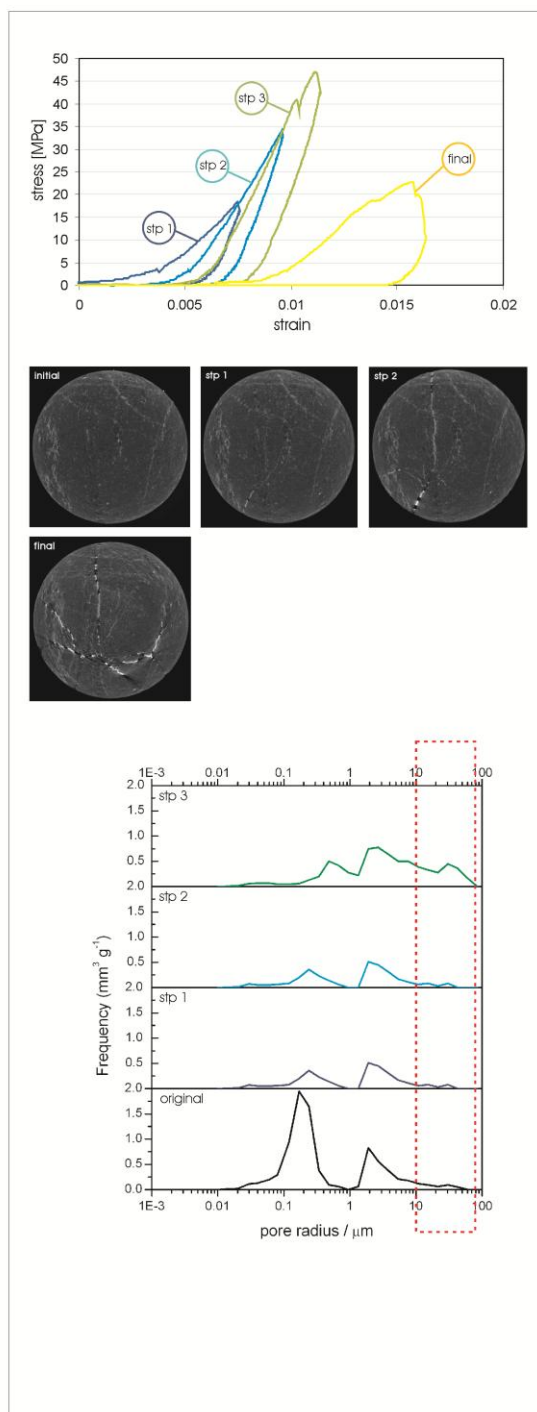 50
45
40
35
30
25
20
15
10
5
0
stress [MPa]
stp 3
stp 2
stp 1
final
0 0.005 0.01 0.015 0.02
strain
initial
stp 1
stp 2
final
1E-3 0.01 0.1 1 10 100
2.0
stp 3
1.5
1.0
0.5
2.0
stp 2
1.5
1.0
0.5
2.0
stp 1
1.5
1.0
0.5
2.0
original
1.5
1.0
0.5
0.0
Frequency (mm³ g⁻¹)
1E-3 0.01 0.1 1 10 100
pore radius / µm